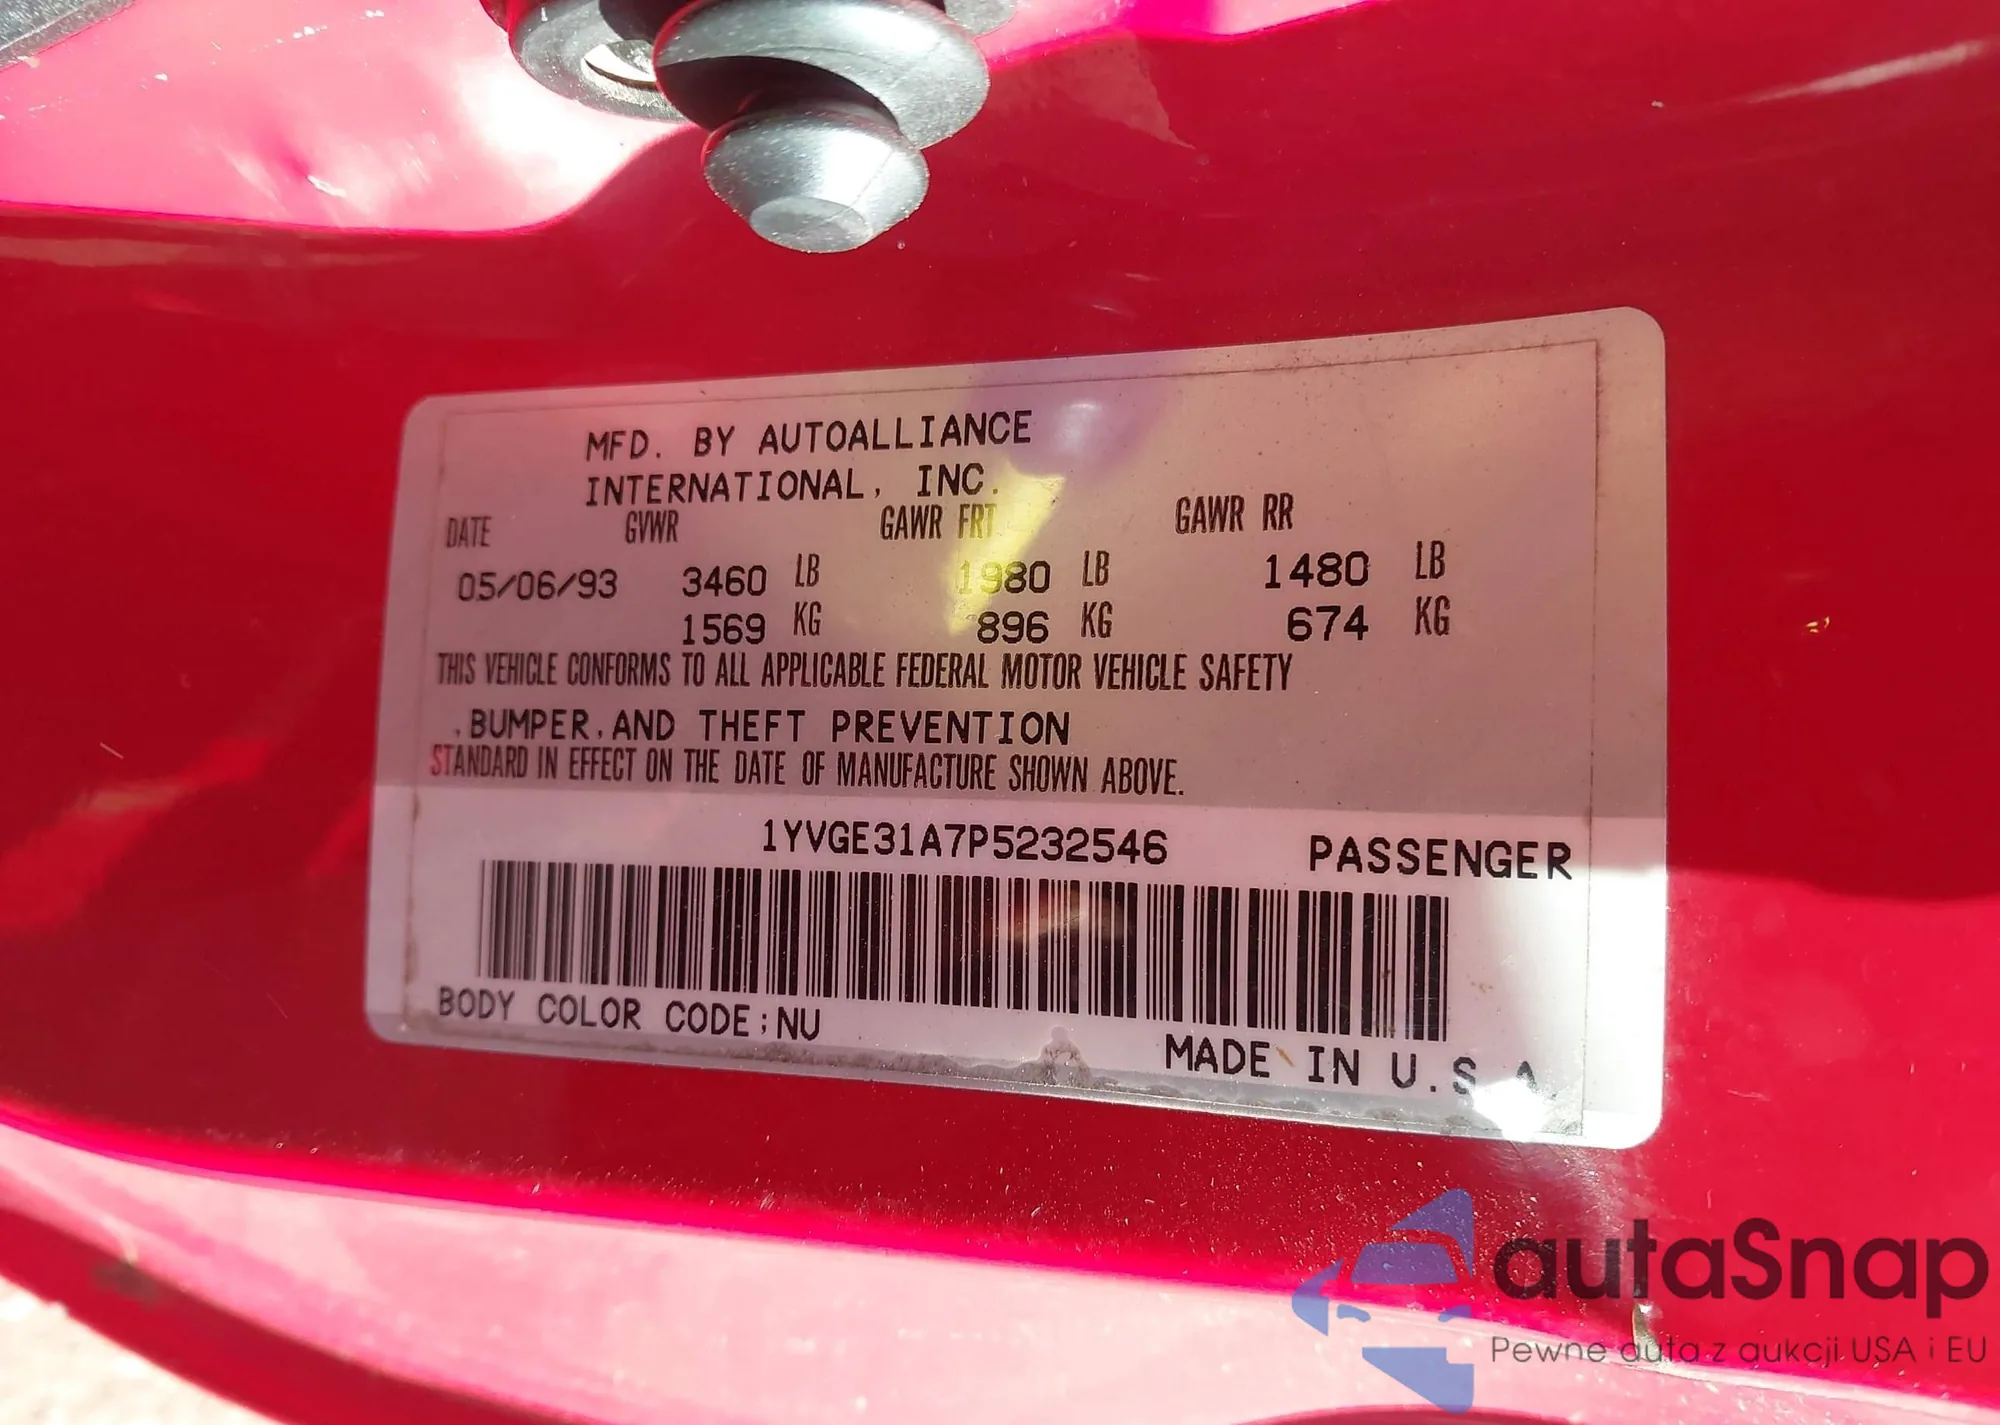 MFD. BY AUTOALLIANCE
INTERNATIONAL, INC.
DATE GVWR GAWR FRT GAWR RR
05/06/93 3460 LB 1980 LB 1480 LB
1569 KG 896 KG 674 KG
THIS VEHICLE CONFORMS TO ALL APPLICABLE FEDERAL MOTOR VEHICLE SAFETY
,BUMPER,AND THEFT PREVENTION
STANDARD IN EFFECT ON THE DATE OF MANUFACTURE SHOWN ABOVE.
1YVGE31A7P5232546 PASSENGER
BODY COLOR CODE;NU
MADE IN U.S.A
autaSnap
Pewne auta z aukcji USA i EU